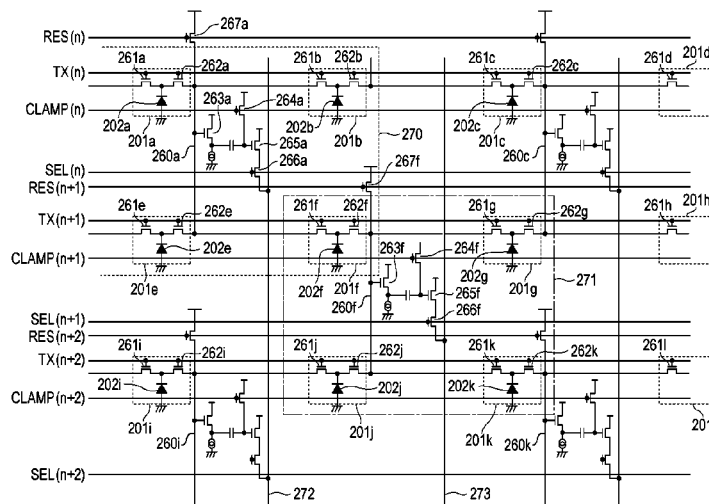 267a
RES(n)
261a 262a 261b 262b 261c 262c 261d 201d
TX(n)
263a 264a
CLAMP(n)
202a 202b 202c
201a 260a 265a 201b 270 201c 260c
266a
SEL(n)
267f
RES(n+1)
261e 262e 261f 262f 261g 262g 261h 201h
TX(n+1)
202e 263f 264f
CLAMP(n+1)
202f 202g 271
201e 201f 260f 265f 201g
266f
SEL(n+1)
RES(n+2)
261i 262i 261j 262j 261k 262k 261l
TX(n+2)
202i 202j 202k
CLAMP(n+2)
201i 260i 201j 201k 260k 201
SEL(n+2)
272 273